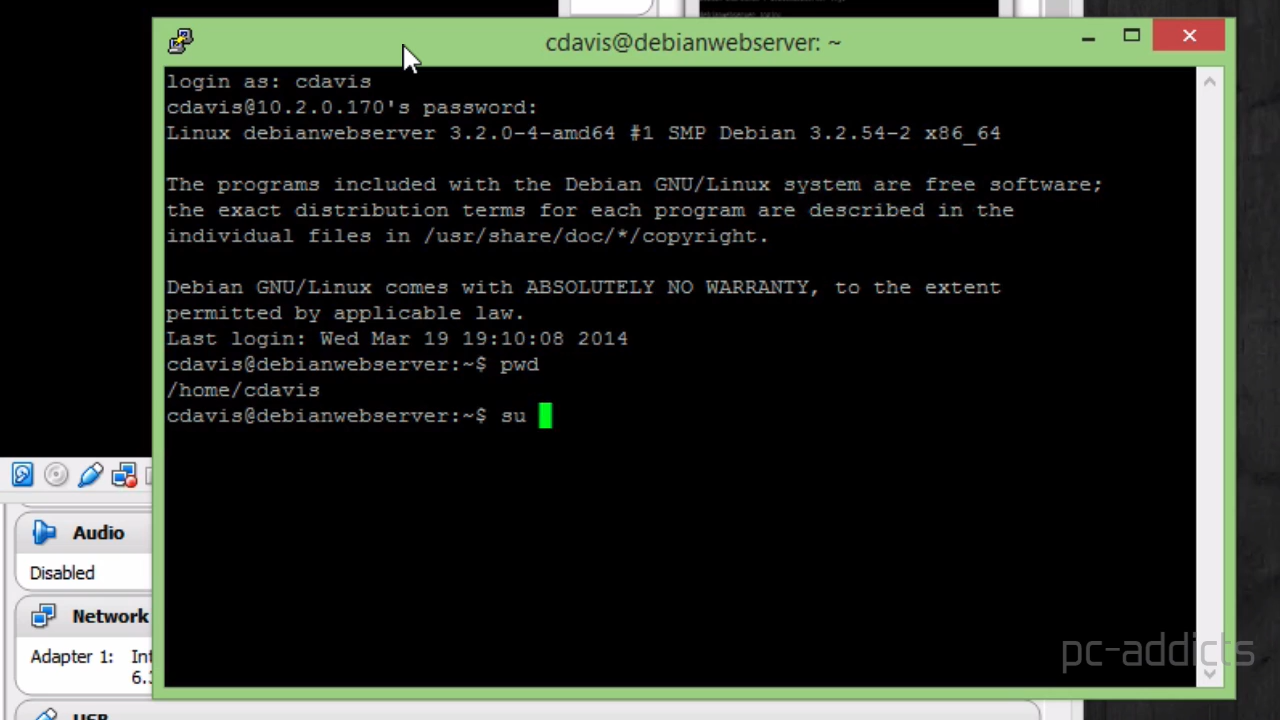 cdavis@debianwebserver: ~
login as: cdavis
cdavis@10.2.0.170's password:
Linux debianwebserver 3.2.0-4-amd64 #1 SMP Debian 3.2.54-2 x86_64
The programs included with the Debian GNU/Linux system are free software;
the exact distribution terms for each program are described in the
individual files in /usr/share/doc/*/copyright.
Debian GNU/Linux comes with ABSOLUTELY NO WARRANTY, to the extent
permitted by applicable law.
Last login: Wed Mar 19 19:10:08 2014
cdavis@debianwebserver:~$ pwd
/home/cdavis
cdavis@debianwebserver:~$ su
Audio
Disabled
Network
Adapter 1:
USB
pc-addicts